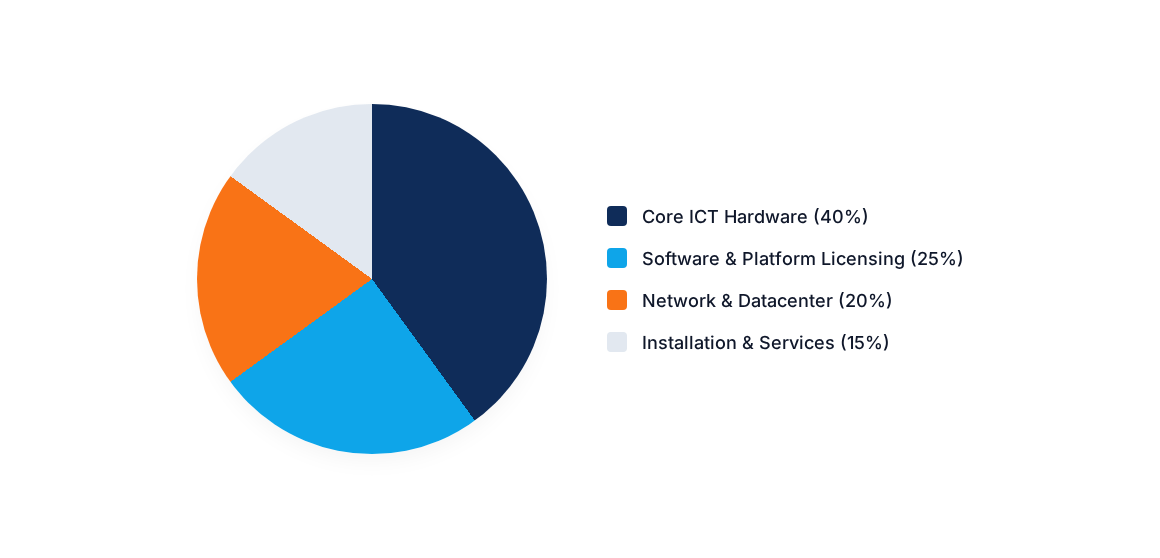 Core ICT Hardware (40%)
Software & Platform Licensing (25%)
Network & Datacenter (20%)
Installation & Services (15%)